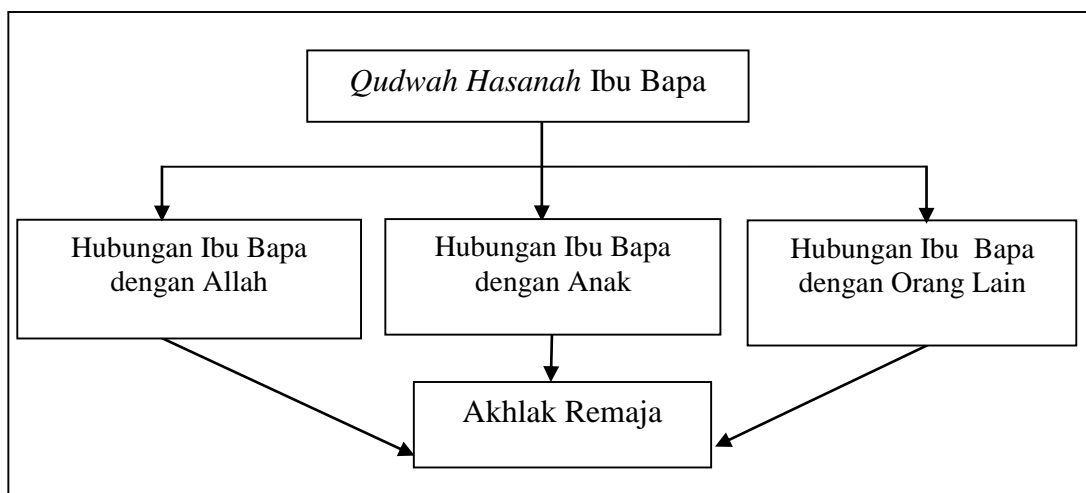 Qudwah Hasanah Ibu Bapa
Hubungan Ibu Bapa
dengan Allah
Hubungan Ibu Bapa
dengan Anak
Hubungan Ibu Bapa
dengan Orang Lain
Akhlak Remaja